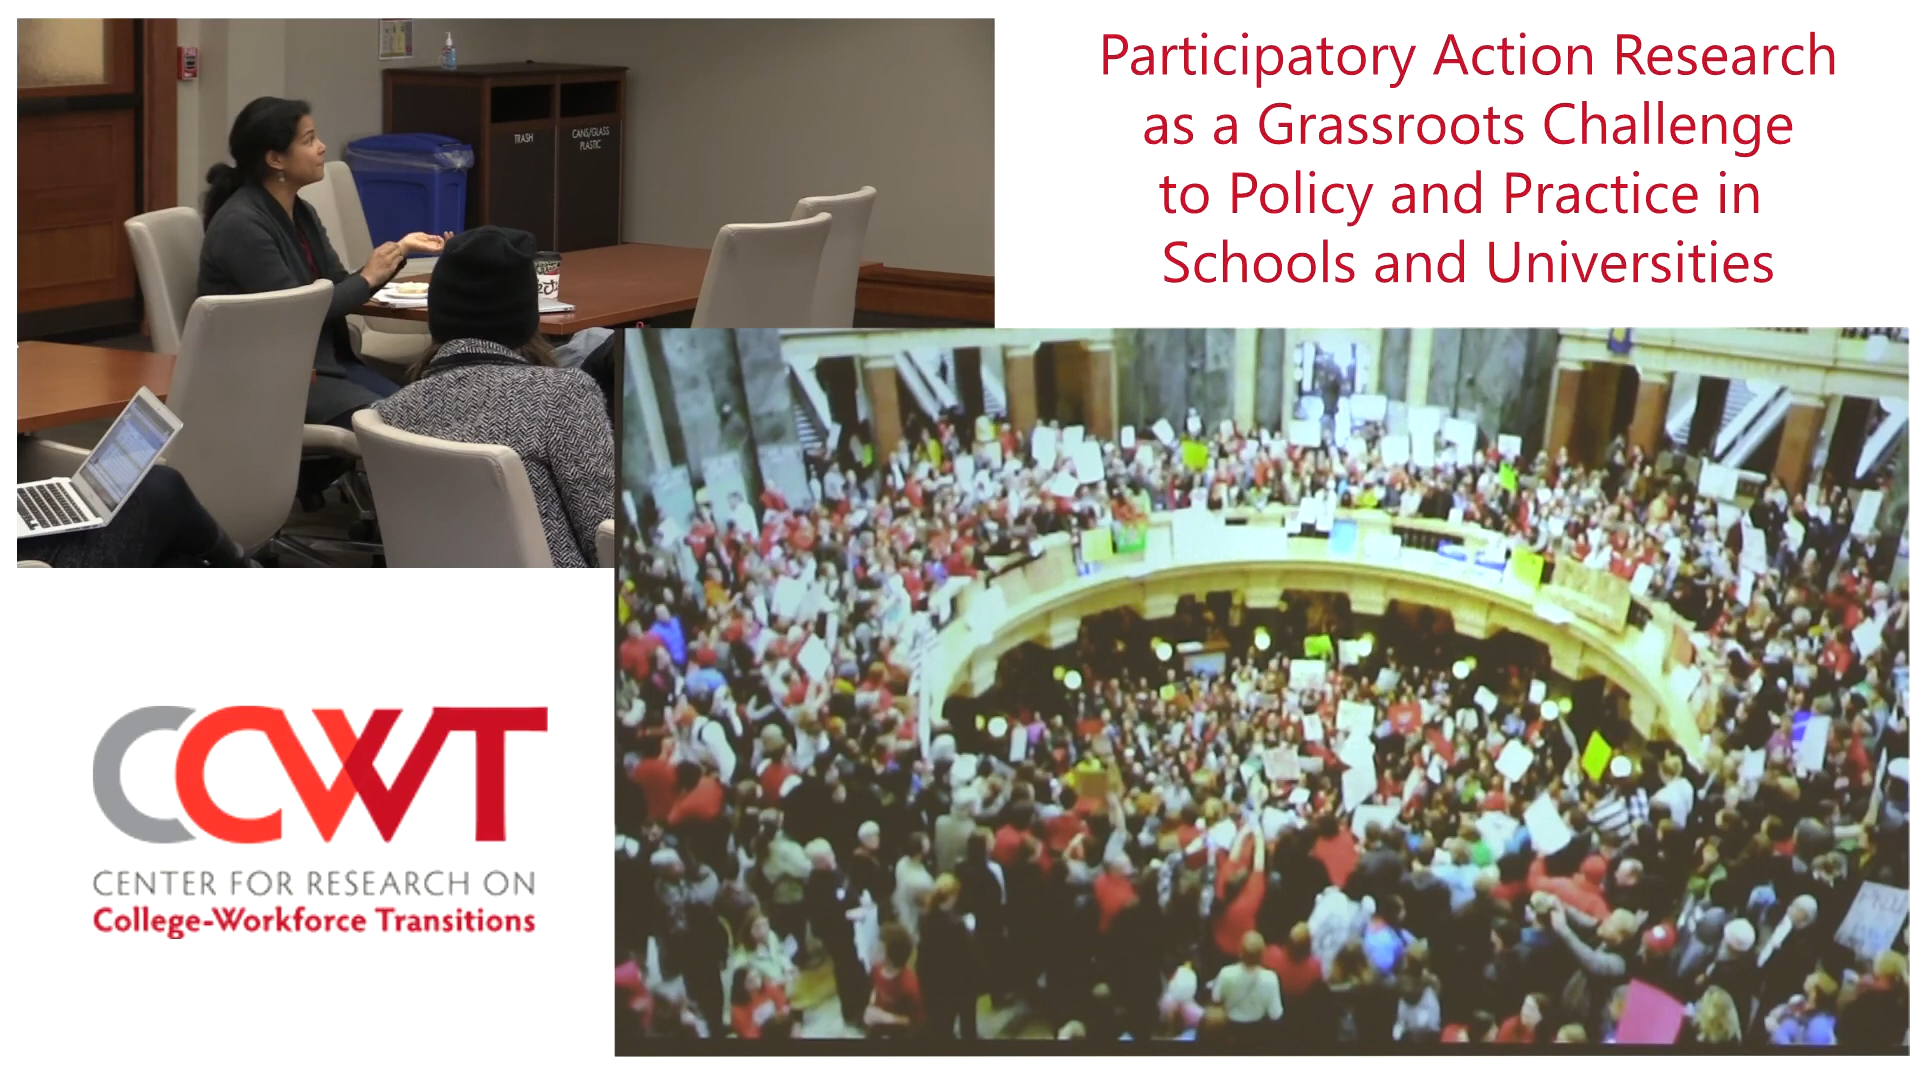 Participatory Action Research
as a Grassroots Challenge
to Policy and Practice in
Schools and Universities
TRASH
CANS/GLASS
PLASTIC
CCWT
CENTER FOR RESEARCH ON
College-Workforce Transitions